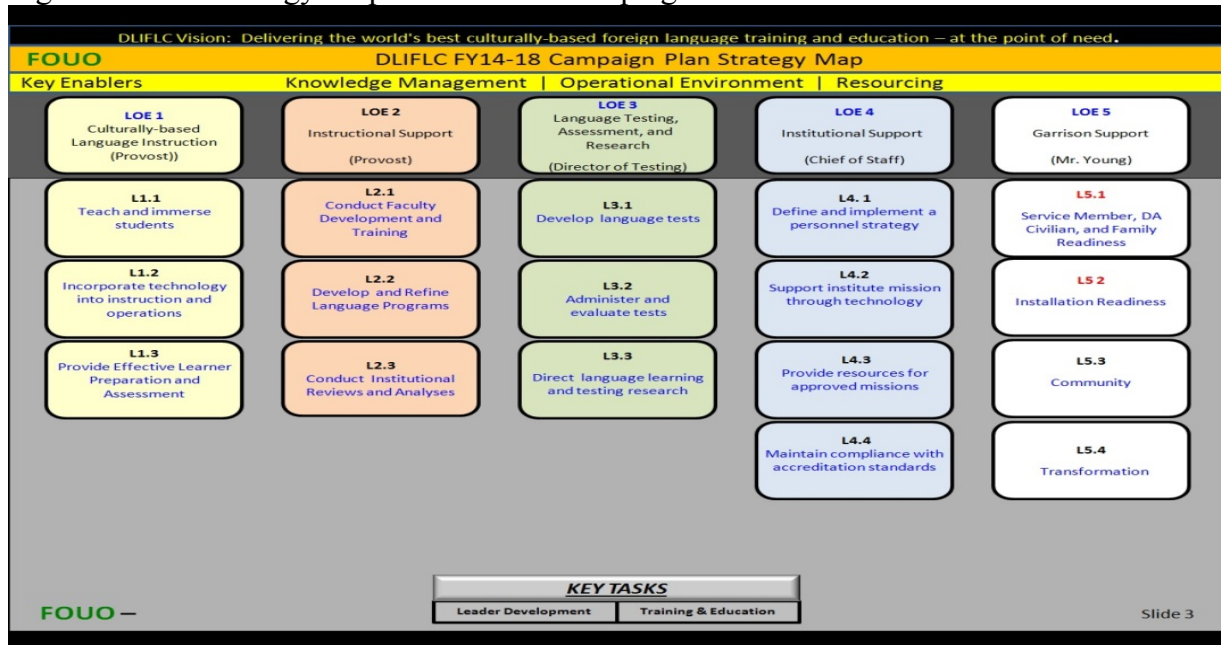 DLIFLC Vision: Delivering the world's best culturally-based foreign language training and education – at the point of need.
FOUO
DLIFLC FY14-18 Campaign Plan Strategy Map
Key Enablers
Knowledge Management | Operational Environment | Resourcing
LOE 1
Culturally-based
Language Instruction
(Provost))
LOE 2
Instructional Support
(Provost)
LOE 3
Language Testing,
Assessment, and
Research
(Director of Testing)
LOE 4
Institutional Support
(Chief of Staff)
LOE 5
Garrison Support
(Mr. Young)
L1.1
Teach and immerse
students
L2.1
Conduct Faculty
Development and
Training
L3.1
Develop language tests
L4. 1
Define and implement a
personnel strategy
L5.1
Service Member, DA
Civilian, and Family
Readiness
L1.2
Incorporate technology
into instruction and
operations
L2.2
Develop and Refine
Language Programs
L3.2
Administer and
evaluate tests
L4.2
Support institute mission
through technology
L5 2
Installation Readiness
L1.3
Provide Effective Learner
Preparation and
Assessment
L2.3
Conduct Institutional
Reviews and Analyses
L3.3
Direct language learning
and testing research
L4.3
Provide resources for
approved missions
L5.3
Community
L4.4
Maintain compliance with
accreditation standards
L5.4
Transformation
KEY TASKS
Leader Development
Training & Education
FOUO –
Slide 3